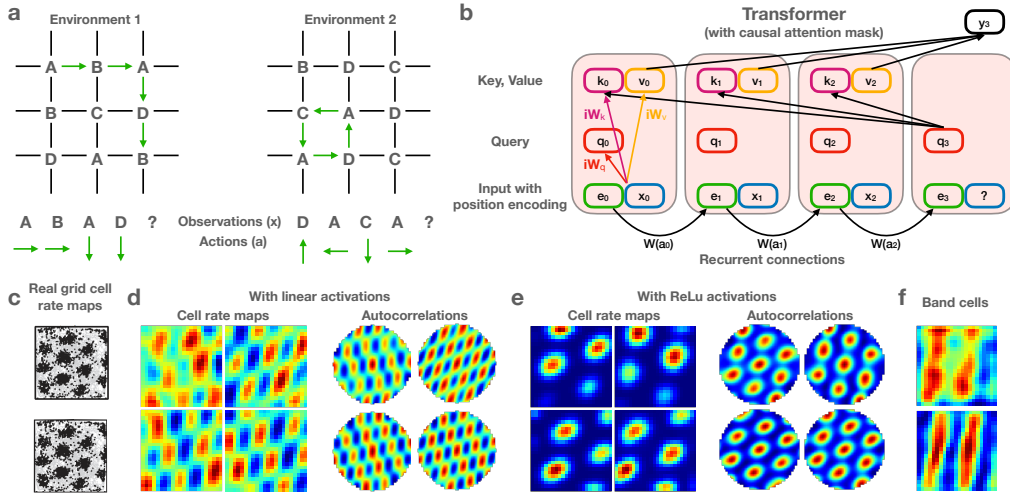 a
Environment 1
A B A
B C D
D A B
Environment 2
B D C
C A D
A D C
A B A D ?
Observations (x)
Actions (a)
D A C A ?
b
Transformer
(with causal attention mask)
y3
Key, Value
k0 v0 k1 v1 k2 v2
iWk iWv
Query
q0 q1 q2 q3
iWq
Input with
position encoding
e0 x0 e1 x1 e2 x2 e3 ?
W(a0) W(a1) W(a2)
Recurrent connections
c
Real grid cell
rate maps
d
With linear activations
Cell rate maps Autocorrelations
e
With ReLu activations
Cell rate maps Autocorrelations
f
Band cells